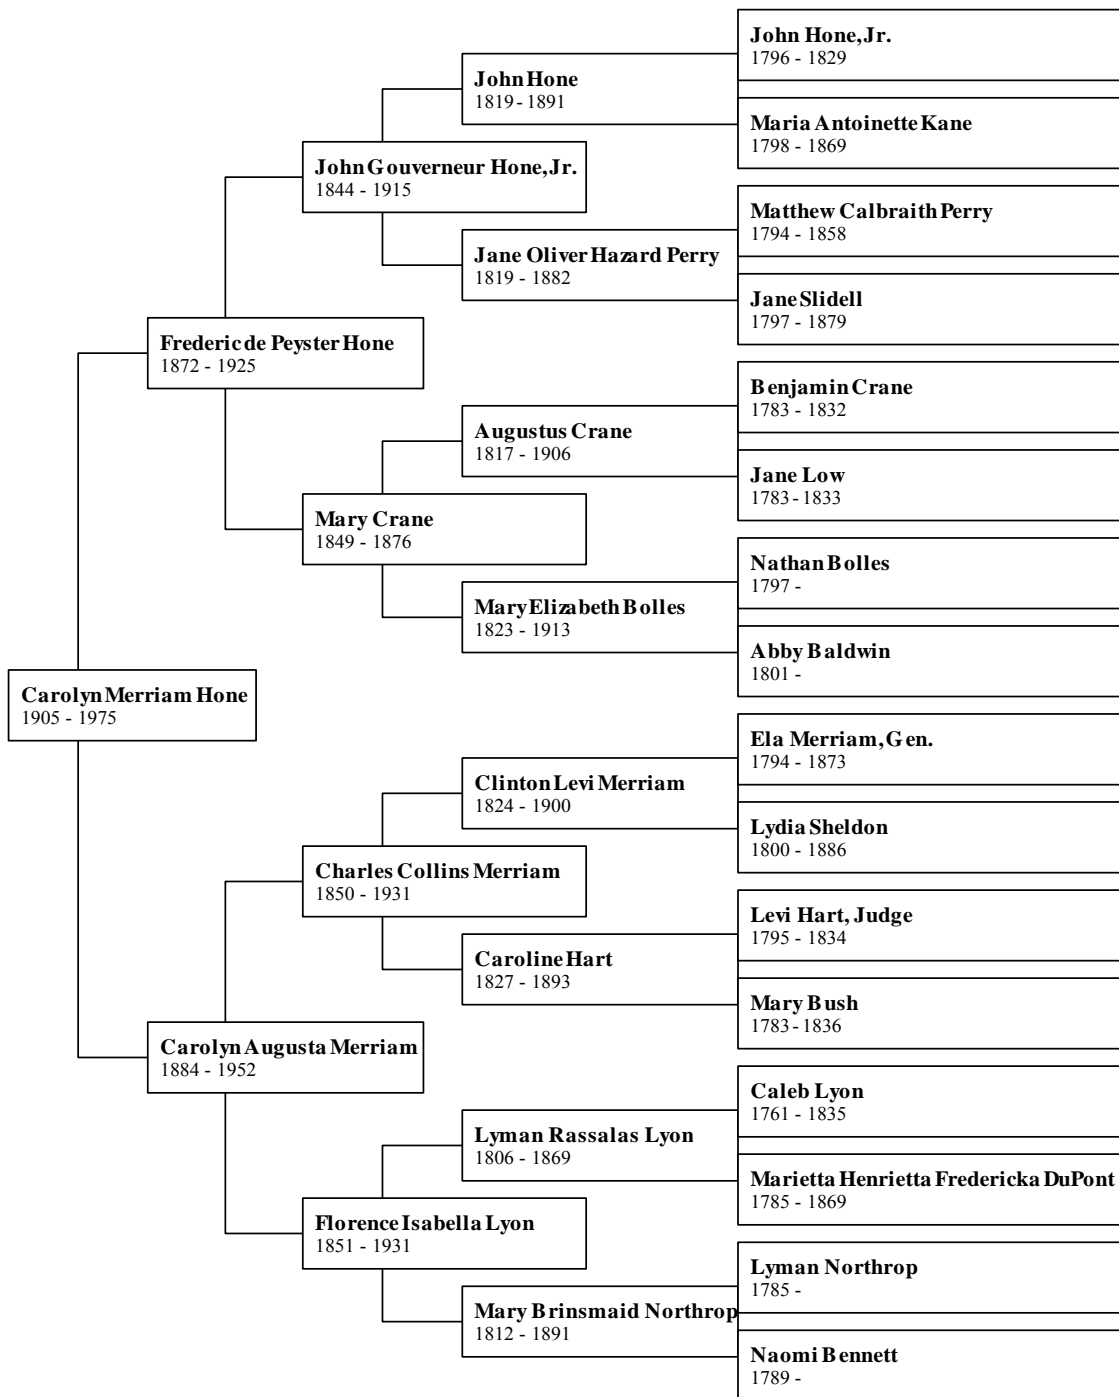 John Hone, Jr.
1796 - 1829
John Hone
1819 - 1891
Maria Antoinette Kane
1798 - 1869
John Gouverneur Hone, Jr.
1844 - 1915
Matthew Calbraith Perry
1794 - 1858
Jane Oliver Hazard Perry
1819 - 1882
Jane Slidell
1797 - 1879
Frederic de Peyster Hone
1872 - 1925
Benjamin Crane
1783 - 1832
Augustus Crane
1817 - 1906
Jane Low
1783 - 1833
Mary Crane
1849 - 1876
Nathan Bolles
1797 -
Mary Elizabeth Bolles
1823 - 1913
Abby Baldwin
1801 -
Carolyn Merriam Hone
1905 - 1975
Ela Merriam, Gen.
1794 - 1873
Clinton Levi Merriam
1824 - 1900
Lydia Sheldon
1800 - 1886
Charles Collins Merriam
1850 - 1931
Levi Hart, Judge
1795 - 1834
Caroline Hart
1827 - 1893
Mary Bush
1783 - 1836
Carolyn Augusta Merriam
1884 - 1952
Caleb Lyon
1761 - 1835
Lyman Rassalas Lyon
1806 - 1869
Marietta Henrietta Fredericka DuPont
1785 - 1869
Florence Isabella Lyon
1851 - 1931
Lyman Northrop
1785 -
Mary Brinsmaid Northrop
1812 - 1891
Naomi Bennett
1789 -